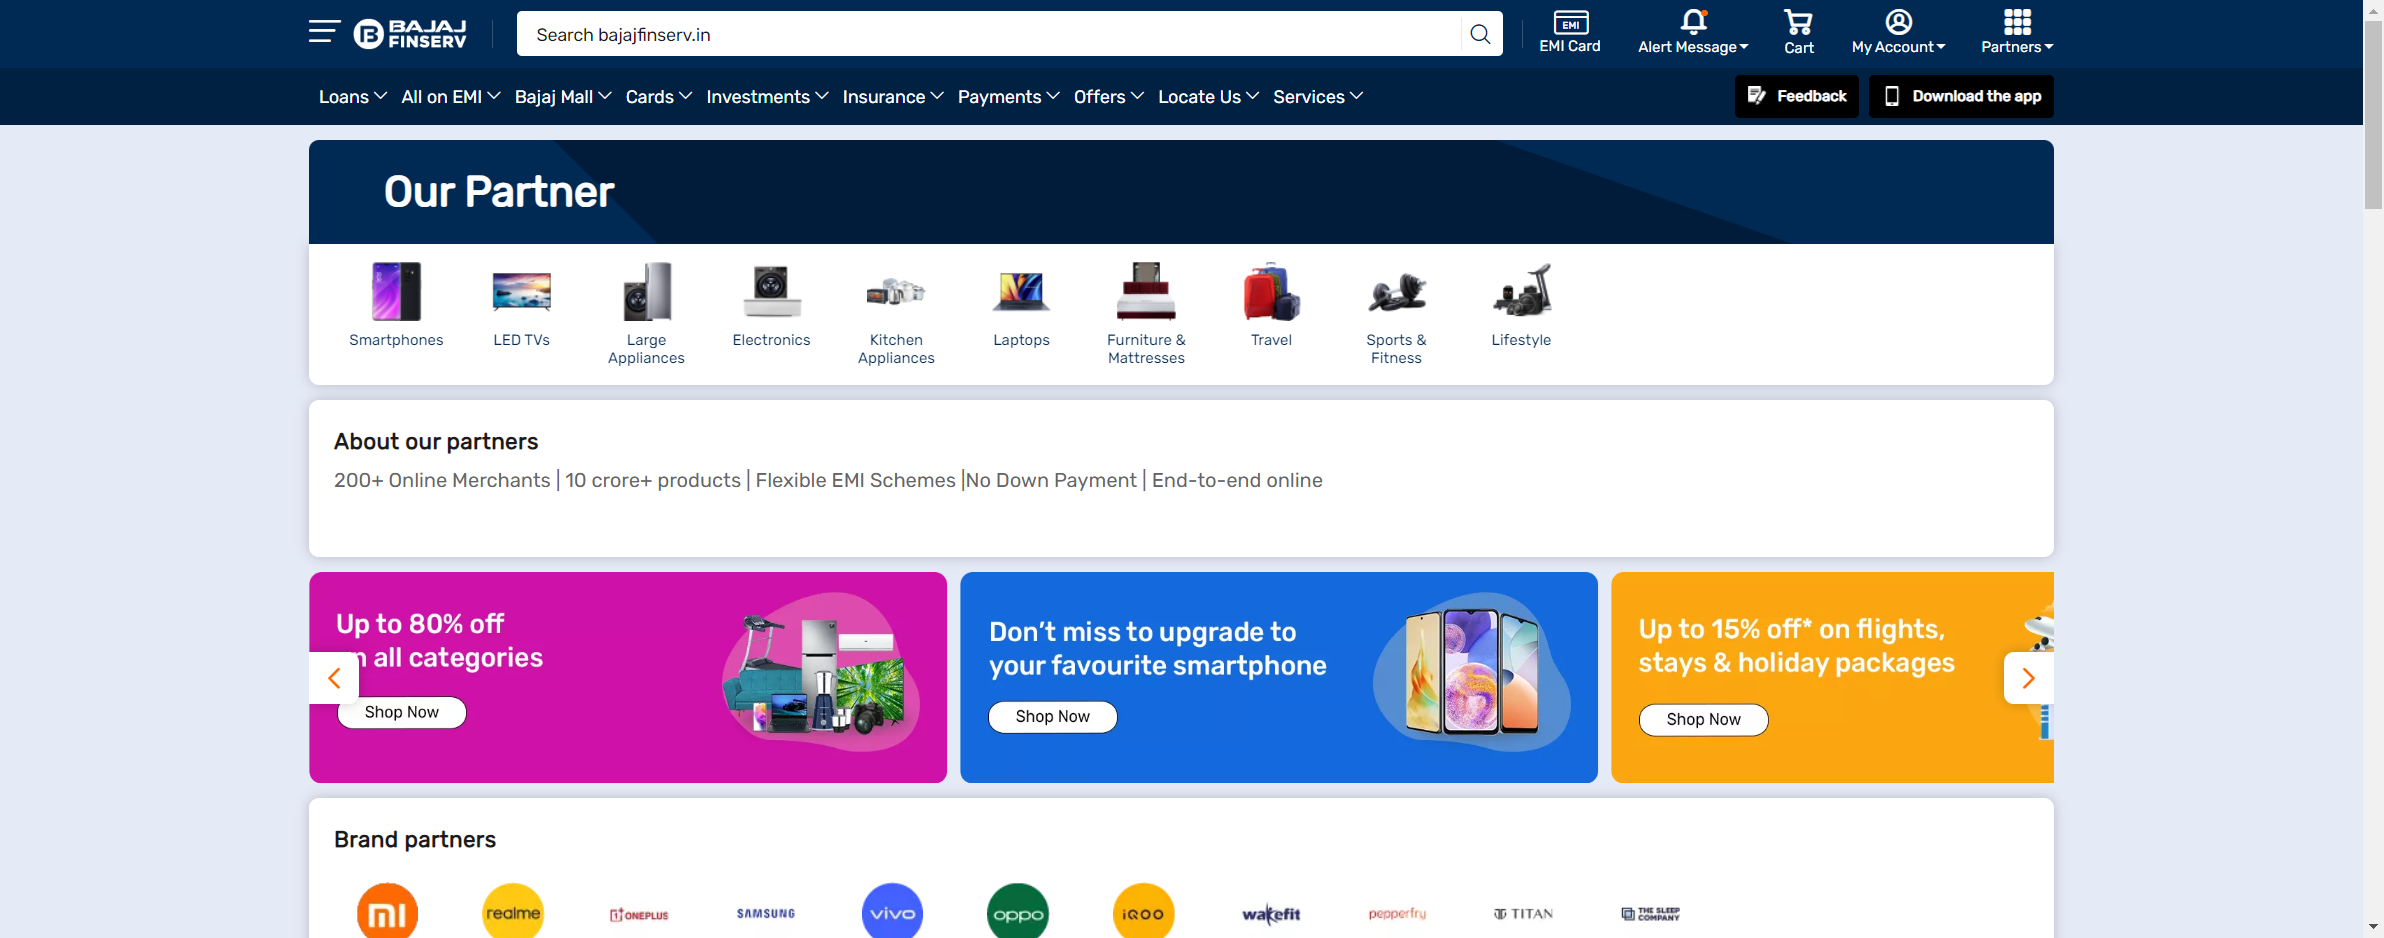 BAJAJ
FINSERV
Search bajajfinserv.in
EMI
EMI Card
Alert Message
Cart
My Account
Partners
Loans
All on EMI
Bajaj Mall
Cards
Investments
Insurance
Payments
Offers
Locate Us
Services
Feedback
Download the app
Our Partner
Smartphones
LED TVs
Large
Appliances
Electronics
Kitchen
Appliances
Laptops
Furniture &
Mattresses
Travel
Sports &
Fitness
Lifestyle
About our partners
200+ Online Merchants | 10 crore+ products | Flexible EMI Schemes |No Down Payment | End-to-end online
Up to 80% off
all categories
Shop Now
Don't miss to upgrade to
your favourite smartphone
Shop Now
Up to 15% off* on flights,
stays & holiday packages
Shop Now
Brand partners
mi
realme
ONEPLUS
SAMSUNG
vivo
oppo
iQOO
wakefit
pepperfry
TITAN
THE SLEEP
COMPANY